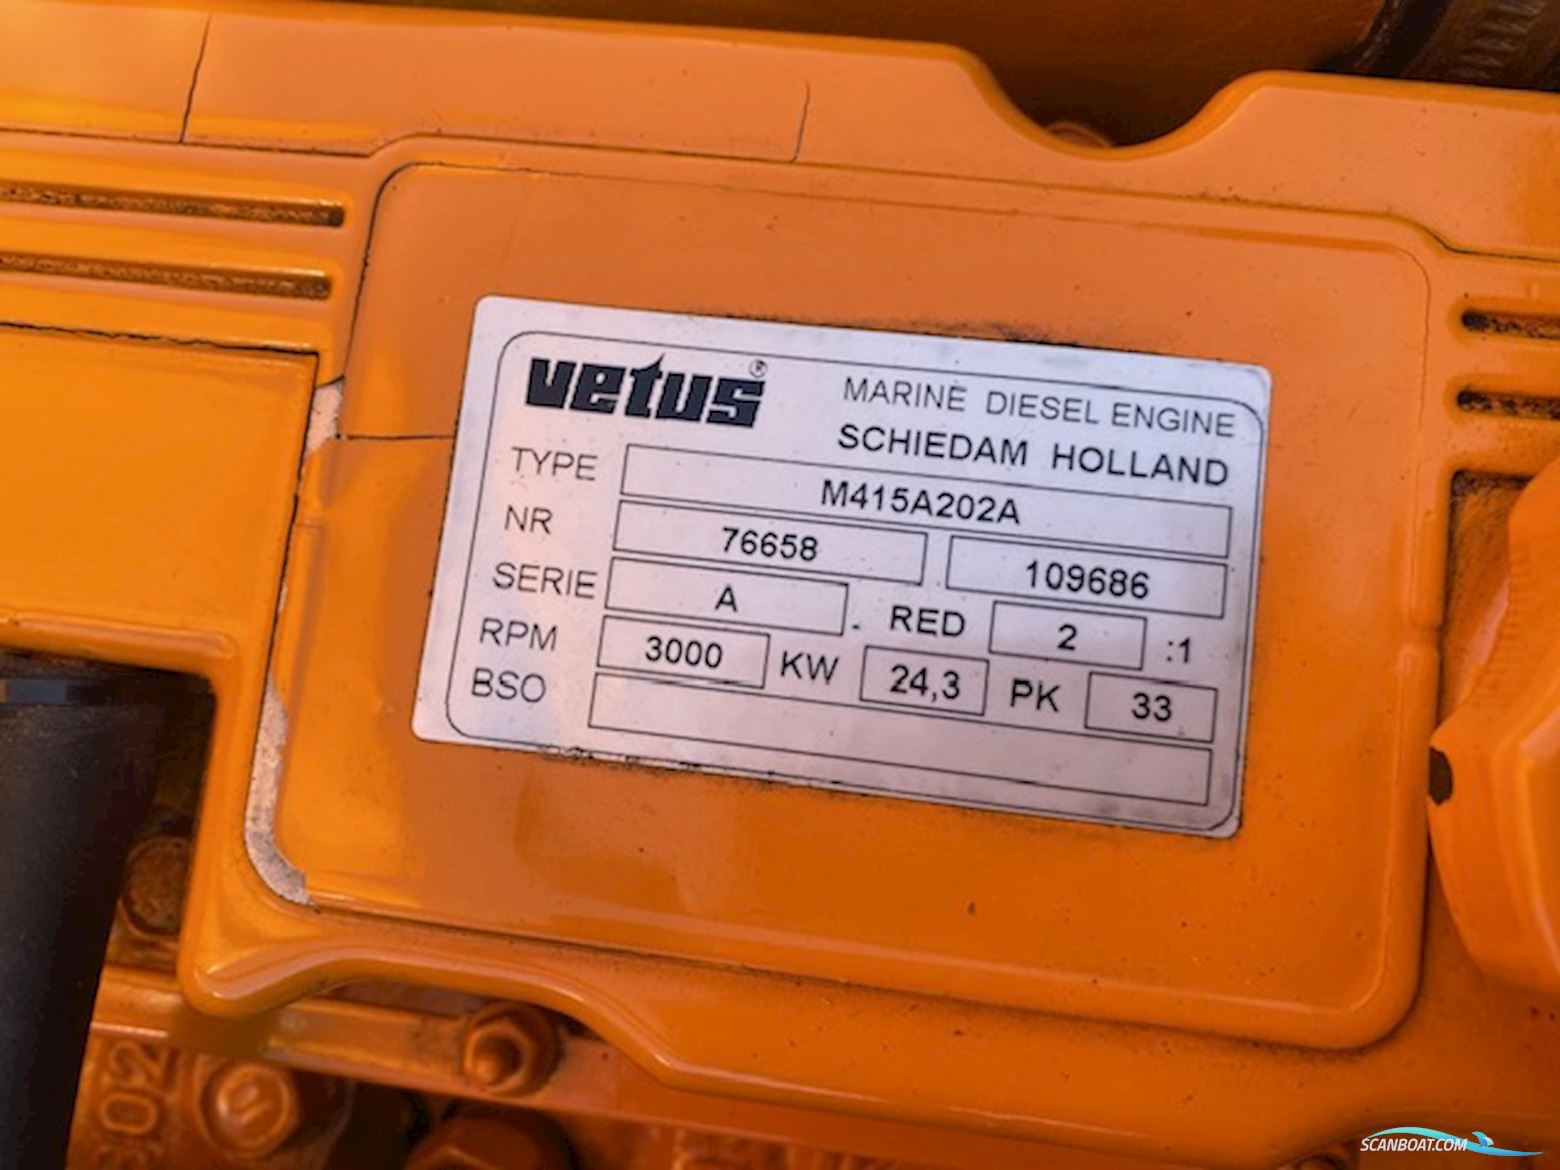 vetus ®
MARINE DIESEL ENGINE
SCHIEDAM HOLLAND
TYPE M415A202A
NR 76658 109686
SERIE A . RED 2 :1
RPM 3000 KW 24,3 PK 33
BSO
302
SCANBOAT.COM